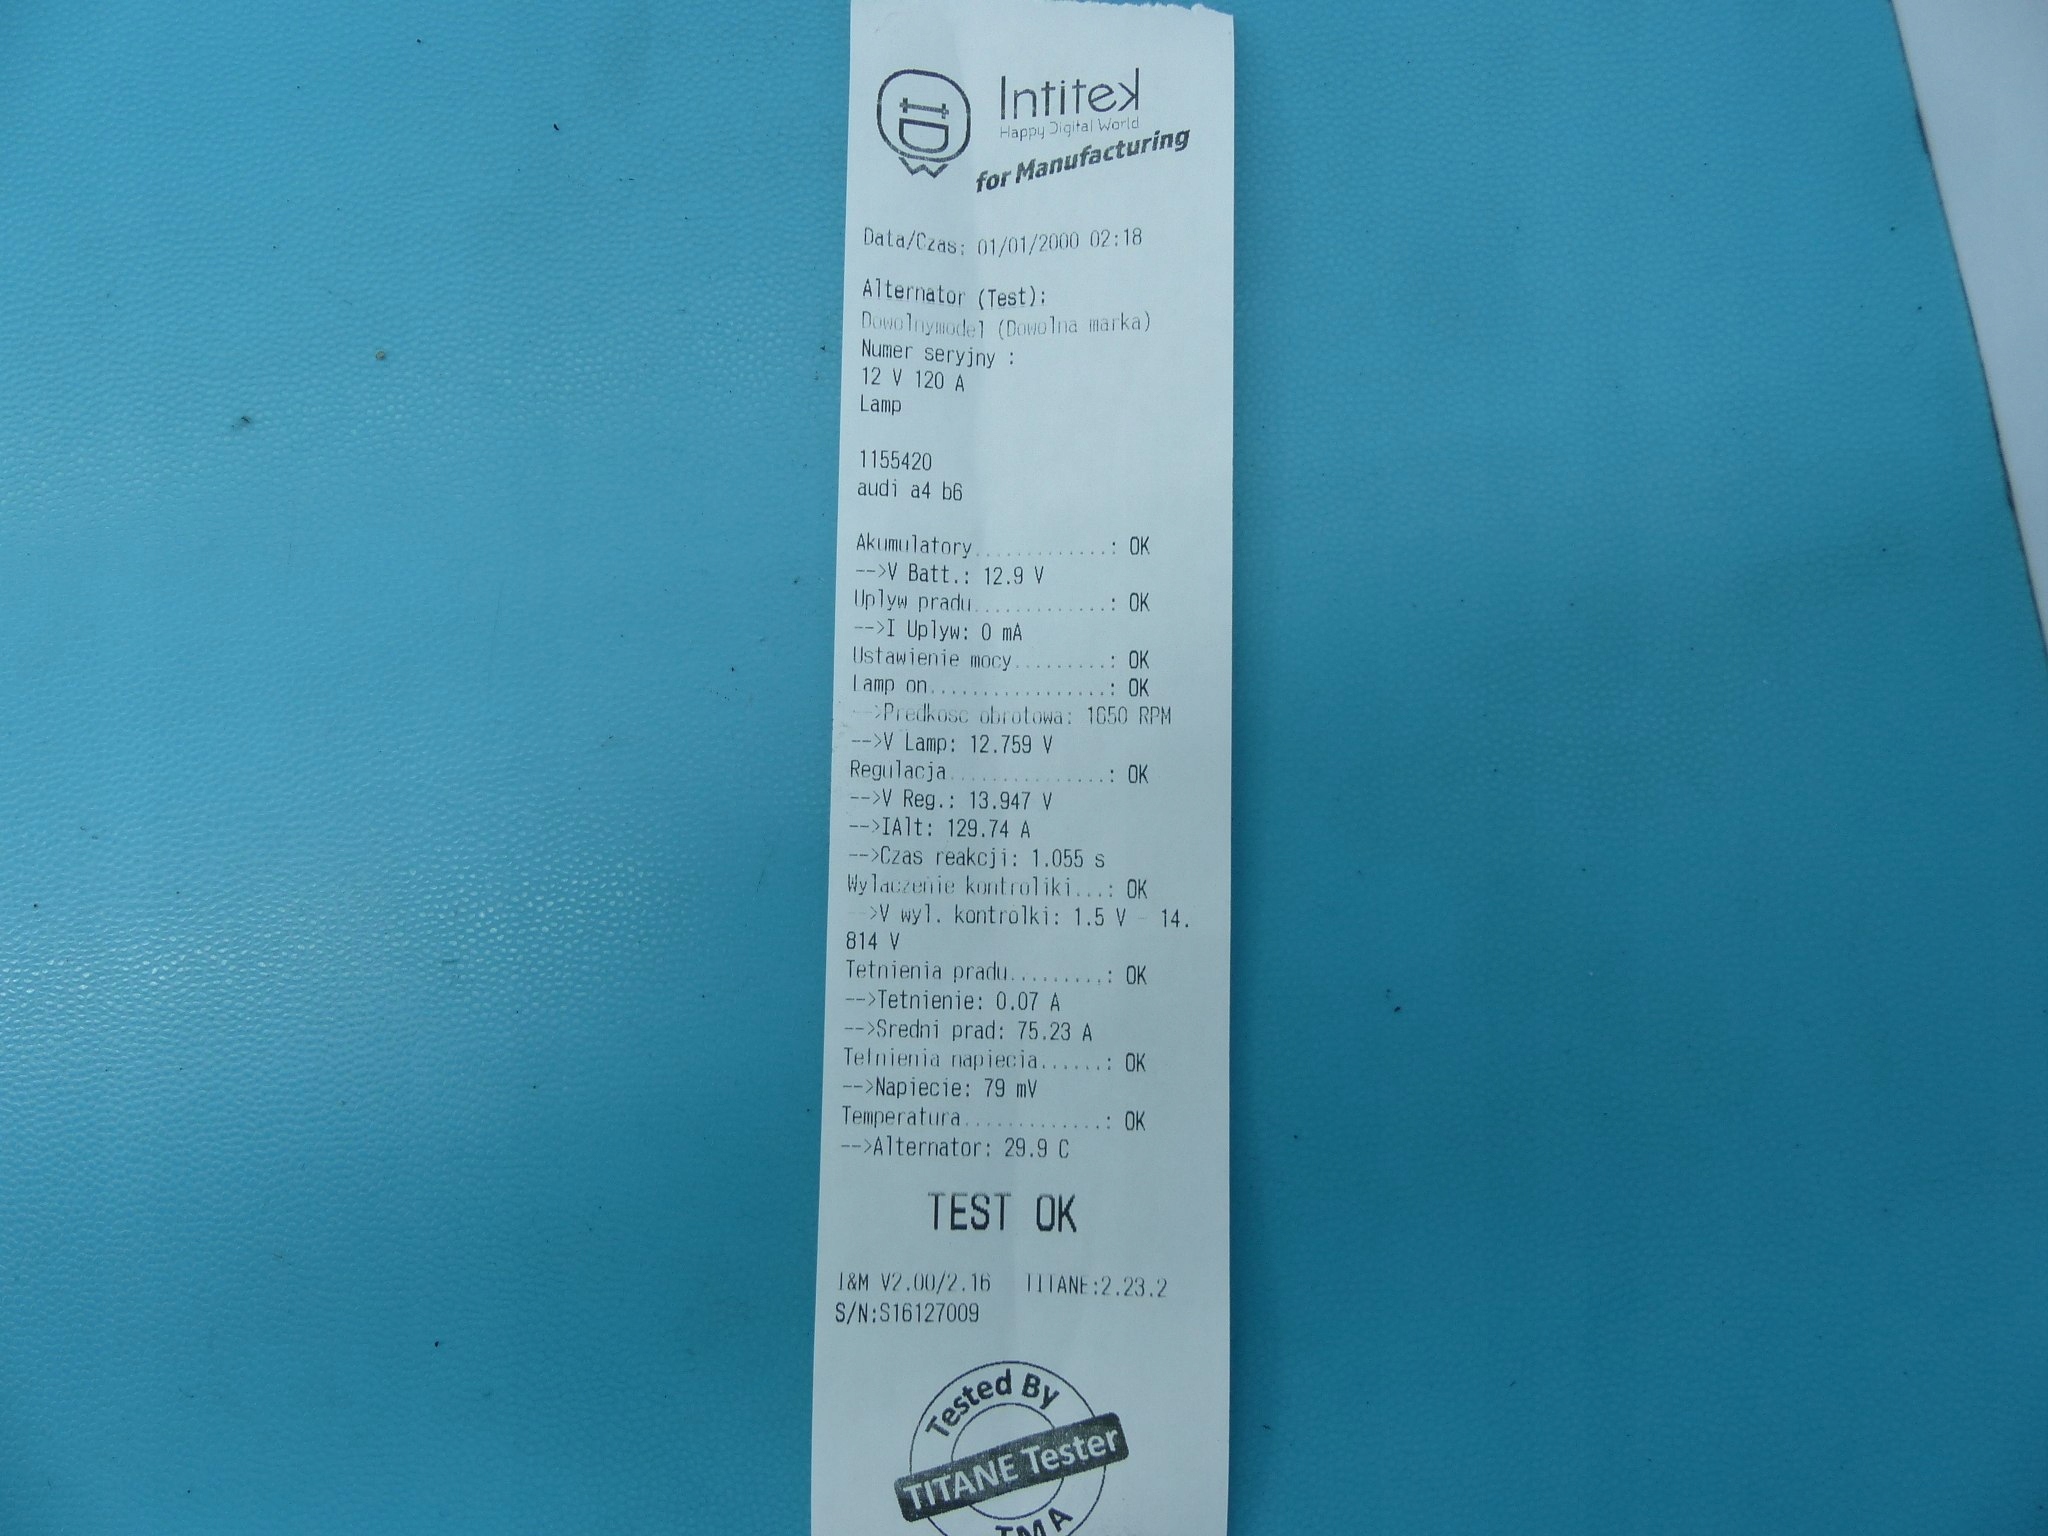 Intitek
Happy Digital World
for Manufacturing
Data/Czas: 01/01/2000 02:18
Alternator (Test):
Dowolnymodel (Dowolna marka)
Numer seryjny :
12 V 120 A
Lamp
1155420
audi a4 b6
Akumulatory.............: OK
-->V Batt.: 12.9 V
Uplyw pradu.............: OK
-->I Uplyw: 0 mA
Ustawienie mocy.........: OK
Lamp on.................: OK
-->Predkosc obrotowa: 1650 RPM
-->V Lamp: 12.759 V
Regulacja...............: OK
-->V Reg.: 13.947 V
-->IAlt: 129.74 A
-->Czas reakcji: 1.055 s
Wylaczenie kontroliki...: OK
-->V wyl. kontrolki: 1.5 V - 14.
814 V
Tetnienia pradu.........: OK
-->Tetnienie: 0.07 A
-->Sredni prad: 75.23 A
Tetnienia napiecia......: OK
-->Napiecie: 79 mV
Temperatura.............: OK
-->Alternator: 29.9 C
TEST OK
I&M V2.00/2.16 TITANE:2.23.2
S/N:S16127009
Tested By
TITANE Tester
TMA